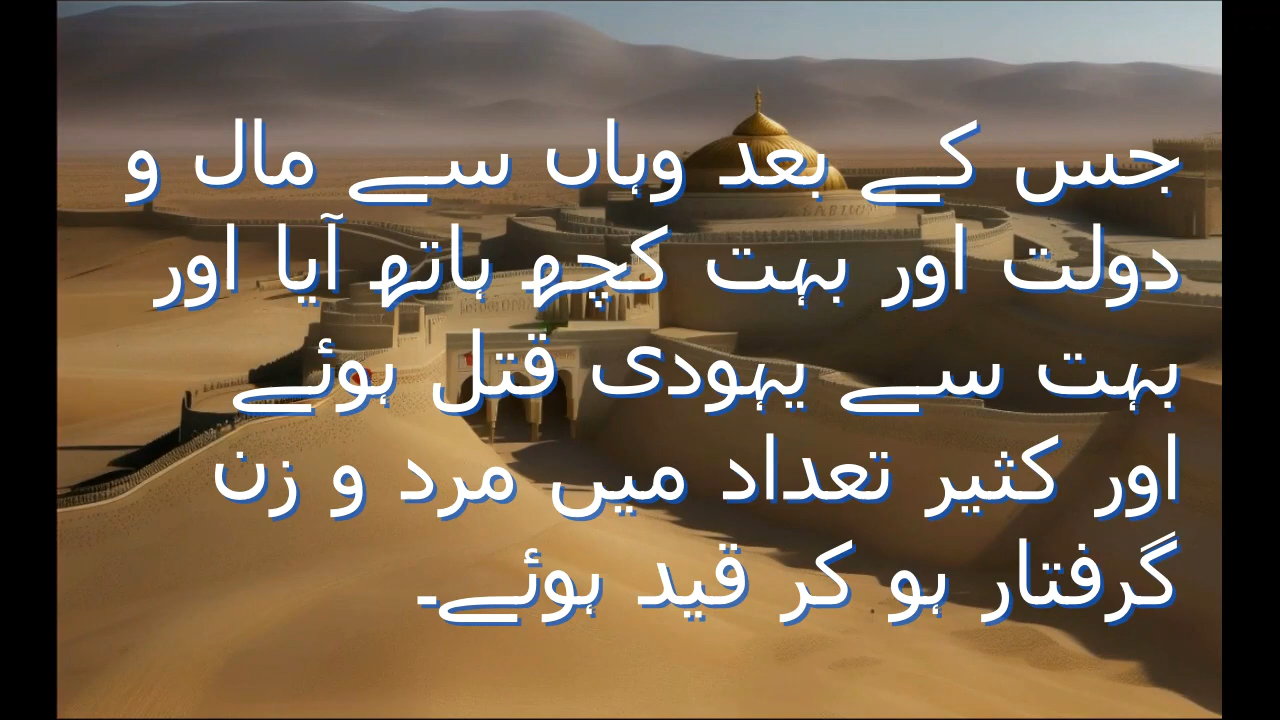 جس کے بعد وہاں سے مال و
دولت اور بہت کچھ ہاتھ آیا اور
بہت سے یہودی قتل ہوئے
اور کثیر تعداد میں مرد و زن
گرفتار ہو کر قید ہوئے۔